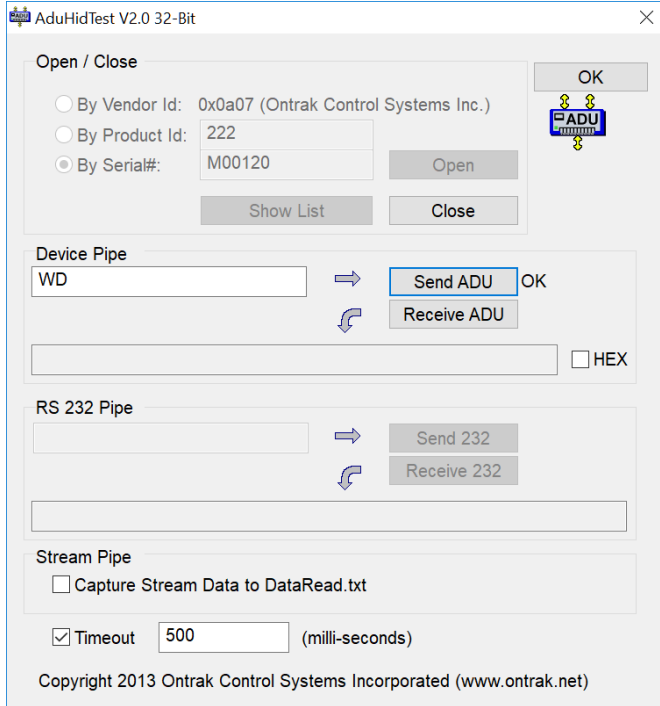 AduHidTest V2.0 32-Bit
Open / Close
OK
By Vendor Id: 0x0a07 (Ontrak Control Systems Inc.)
ADU
By Product Id: 222
By Serial#: M00120 Open
Show List Close
Device Pipe
WD Send ADU OK
Receive ADU
HEX
RS 232 Pipe
Send 232
Receive 232
Stream Pipe
Capture Stream Data to DataRead.txt
Timeout 500 (milli-seconds)
Copyright 2013 Ontrak Control Systems Incorporated (www.ontrak.net)